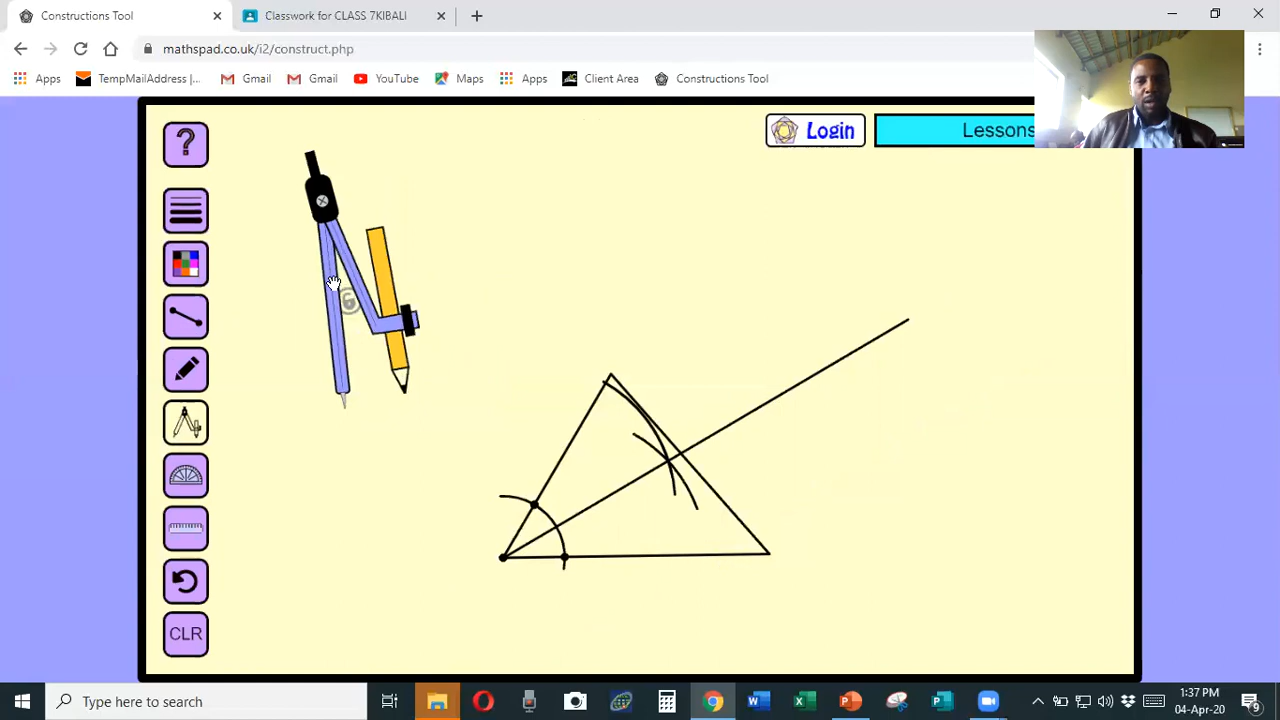 Constructions Tool
Classwork for CLASS 7KIBALI
mathspad.co.uk/i2/construct.php
Apps
TempMailAddress |...
Gmail
Gmail
YouTube
Maps
Apps
Client Area
Constructions Tool
?
Login
Lessons
CLR
Type here to search
1:37 PM
04-Apr-20
9